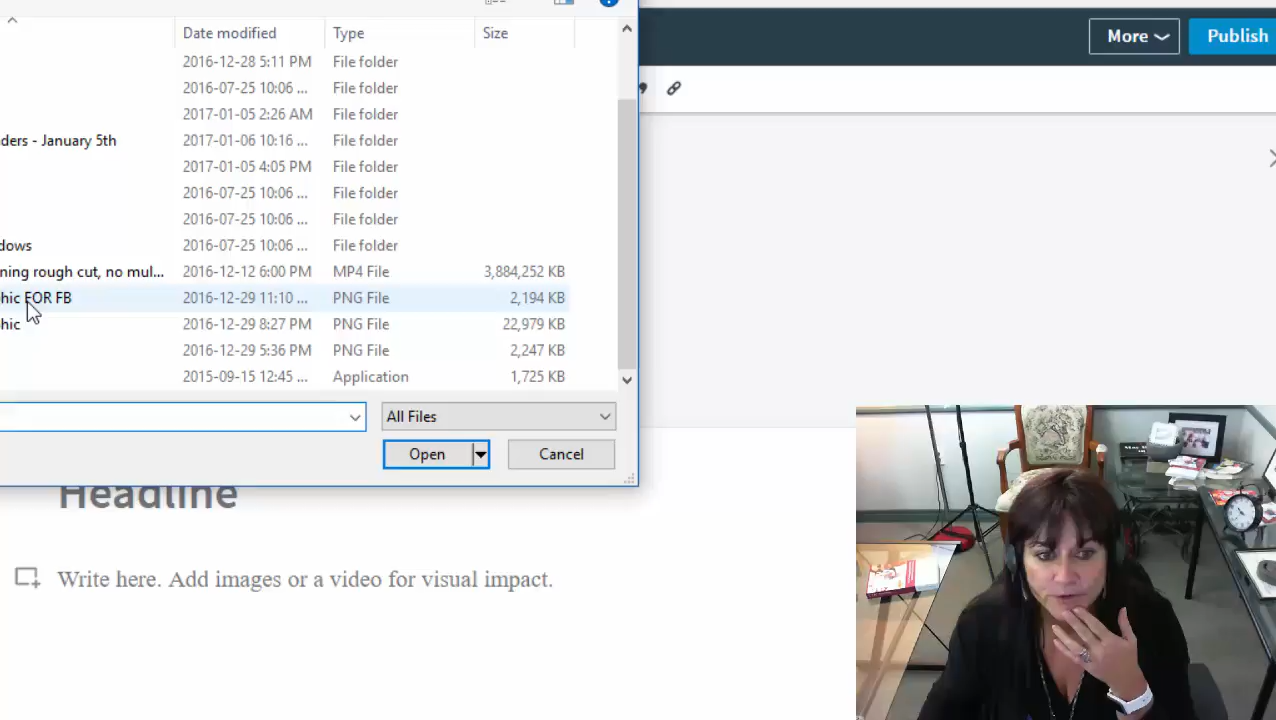 More Publish
Date modified Type Size
2016-12-28 5:11 PM File folder
2016-07-25 10:06 ... File folder
2017-01-05 2:26 AM File folder
ders - January 5th 2017-01-06 10:16 ... File folder
2017-01-05 4:05 PM File folder
2016-07-25 10:06 ... File folder
2016-07-25 10:06 ... File folder
dows 2016-07-25 10:06 ... File folder
ning rough cut, no mul... 2016-12-12 6:00 PM MP4 File 3,884,252 KB
hic FOR FB 2016-12-29 11:10 ... PNG File 2,194 KB
hic 2016-12-29 8:27 PM PNG File 22,979 KB
2016-12-29 5:36 PM PNG File 2,247 KB
2015-09-15 12:45 ... Application 1,725 KB
All Files
Open Cancel
Headline
Write here. Add images or a video for visual impact.